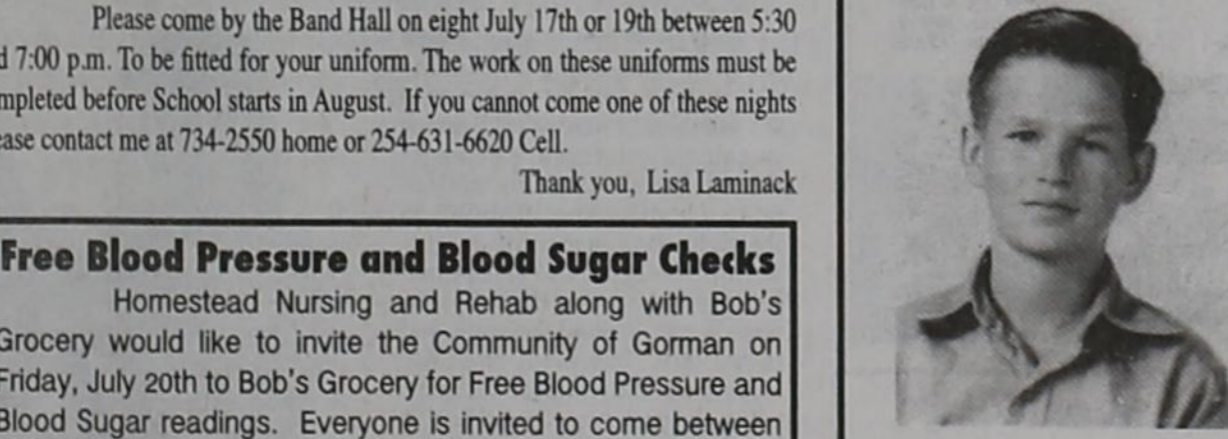 Please come by the Band Hall on eight July 17th or 19th between 5:30
d 7:00 p.m. To be fitted for your uniform. The work on these uniforms must be
mpleted before School starts in August. If you cannot come one of these nights
ease contact me at 734-2550 home or 254-631-6620 Cell.
Thank you, Lisa Laminack
Free Blood Pressure and Blood Sugar Checks
Homestead Nursing and Rehab along with Bob's
Grocery would like to invite the Community of Gorman on
Friday, July 20th to Bob's Grocery for Free Blood Pressure and
Blood Sugar readings. Everyone is invited to come between